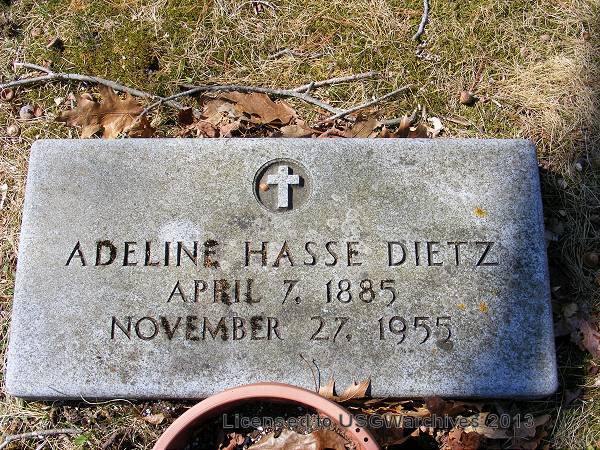 ADELINE HASSE DIETZ
APRIL 7, 1885
NOVEMBER 27, 1955
Licensed to USGWarchives 2013